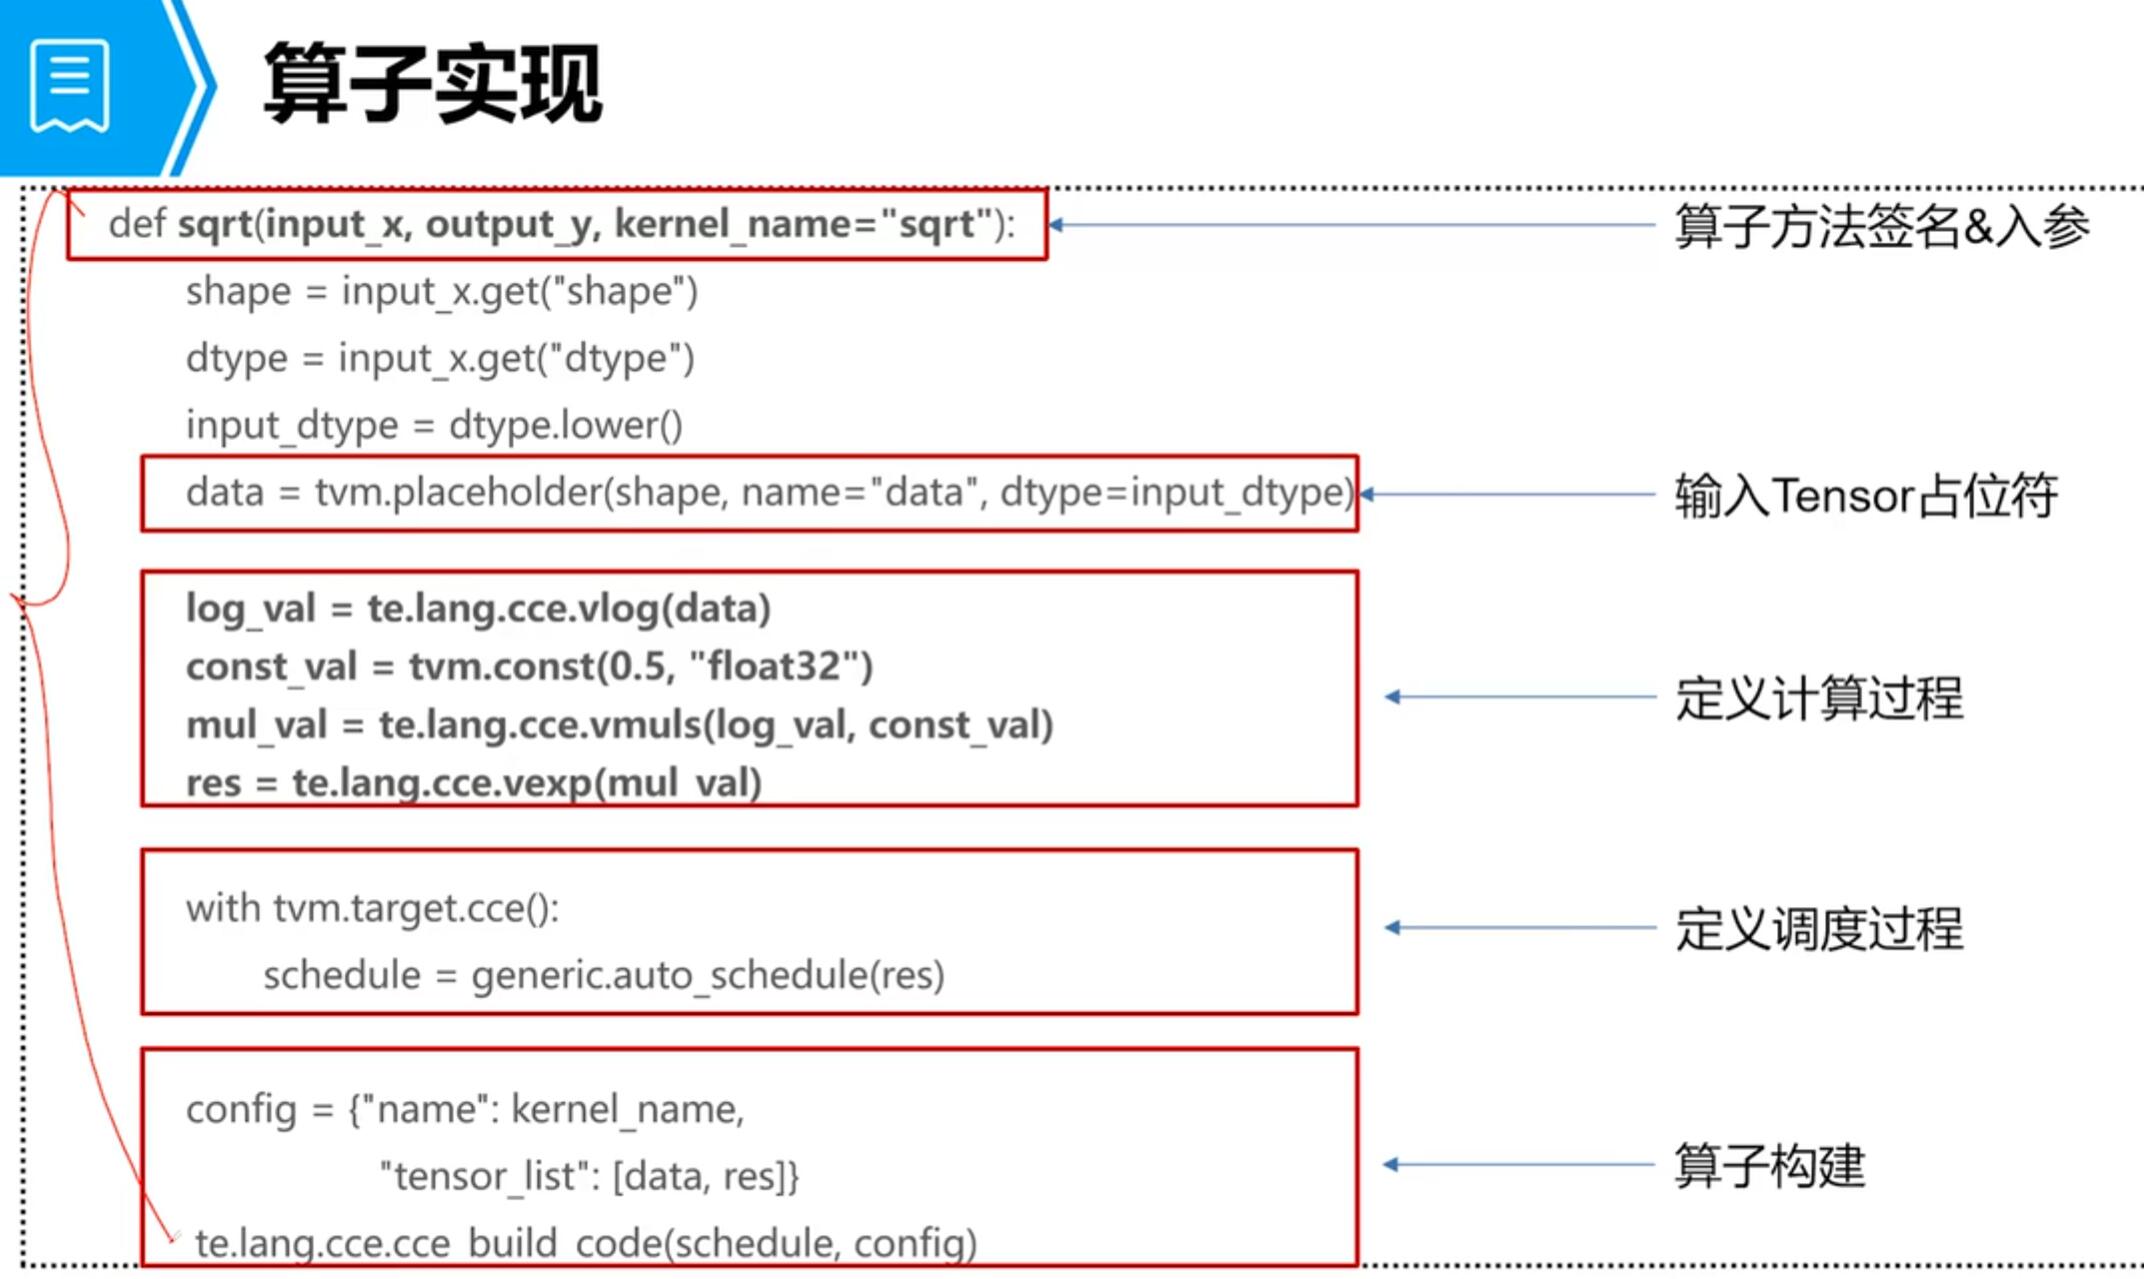 算子实现
def sqrt(input_x, output_y, kernel_name="sqrt"):
算子方法签名&入参
shape = input_x.get("shape")
dtype = input_x.get("dtype")
input_dtype = dtype.lower()
data = tvm.placeholder(shape, name="data", dtype=input_dtype)
输入Tensor占位符
log_val = te.lang.cce.vlog(data)
const_val = tvm.const(0.5, "float32")
mul_val = te.lang.cce.vmuls(log_val, const_val)
res = te.lang.cce.vexp(mul_val)
定义计算过程
with tvm.target.cce():
schedule = generic.auto_schedule(res)
定义调度过程
config = {"name": kernel_name,
"tensor_list": [data, res]}
te.lang.cce.cce_build_code(schedule, config)
算子构建